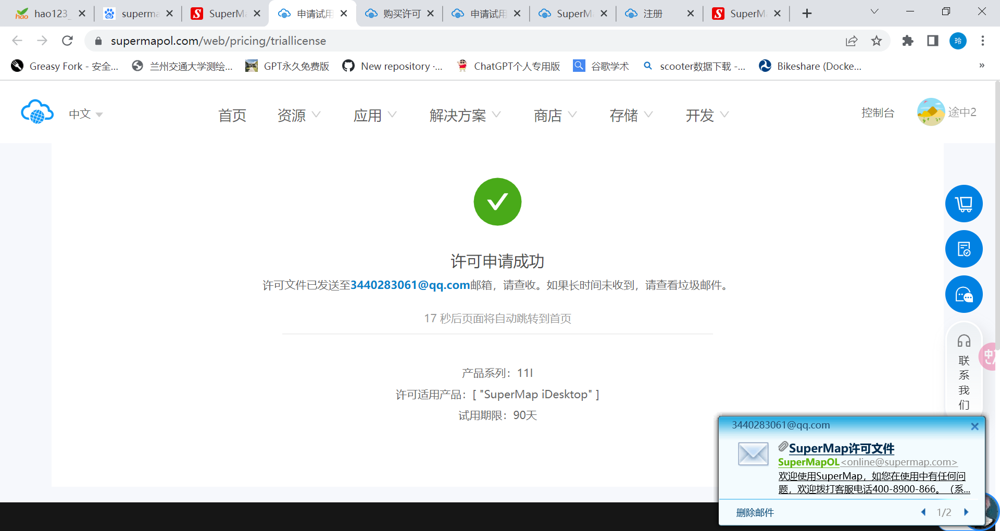 hao123_
superma
SuperMa
申请试用
购买许可
申请试用
SuperM
注册
SuperM
supermapol.com/web/pricing/triallicense
玲
Greasy Fork - 安全...
兰州交通大学测绘...
GPT永久免费版
New repository ·...
ChatGPT个人专用版
谷歌学术
scooter数据下载 -...
Bikeshare (Docke...
»
中文
首页
资源
应用
解决方案
商店
存储
开发
控制台
途中2
许可申请成功
许可文件已发送至3440283061@qq.com邮箱，请查收。如果长时间未收到，请查看垃圾邮件。
17 秒后页面将自动跳转到首页
产品系列：11I
许可适用产品：[ "SuperMap iDesktop" ]
试用期限：90天
联
系
我
们
中
3440283061@qq.com
SuperMap许可文件
SuperMapOL<online@supermap.com>
欢迎使用SuperMap，如您在使用中有任何问
题，欢迎拨打客服电话400-8900-866。（系...
删除邮件
1/2